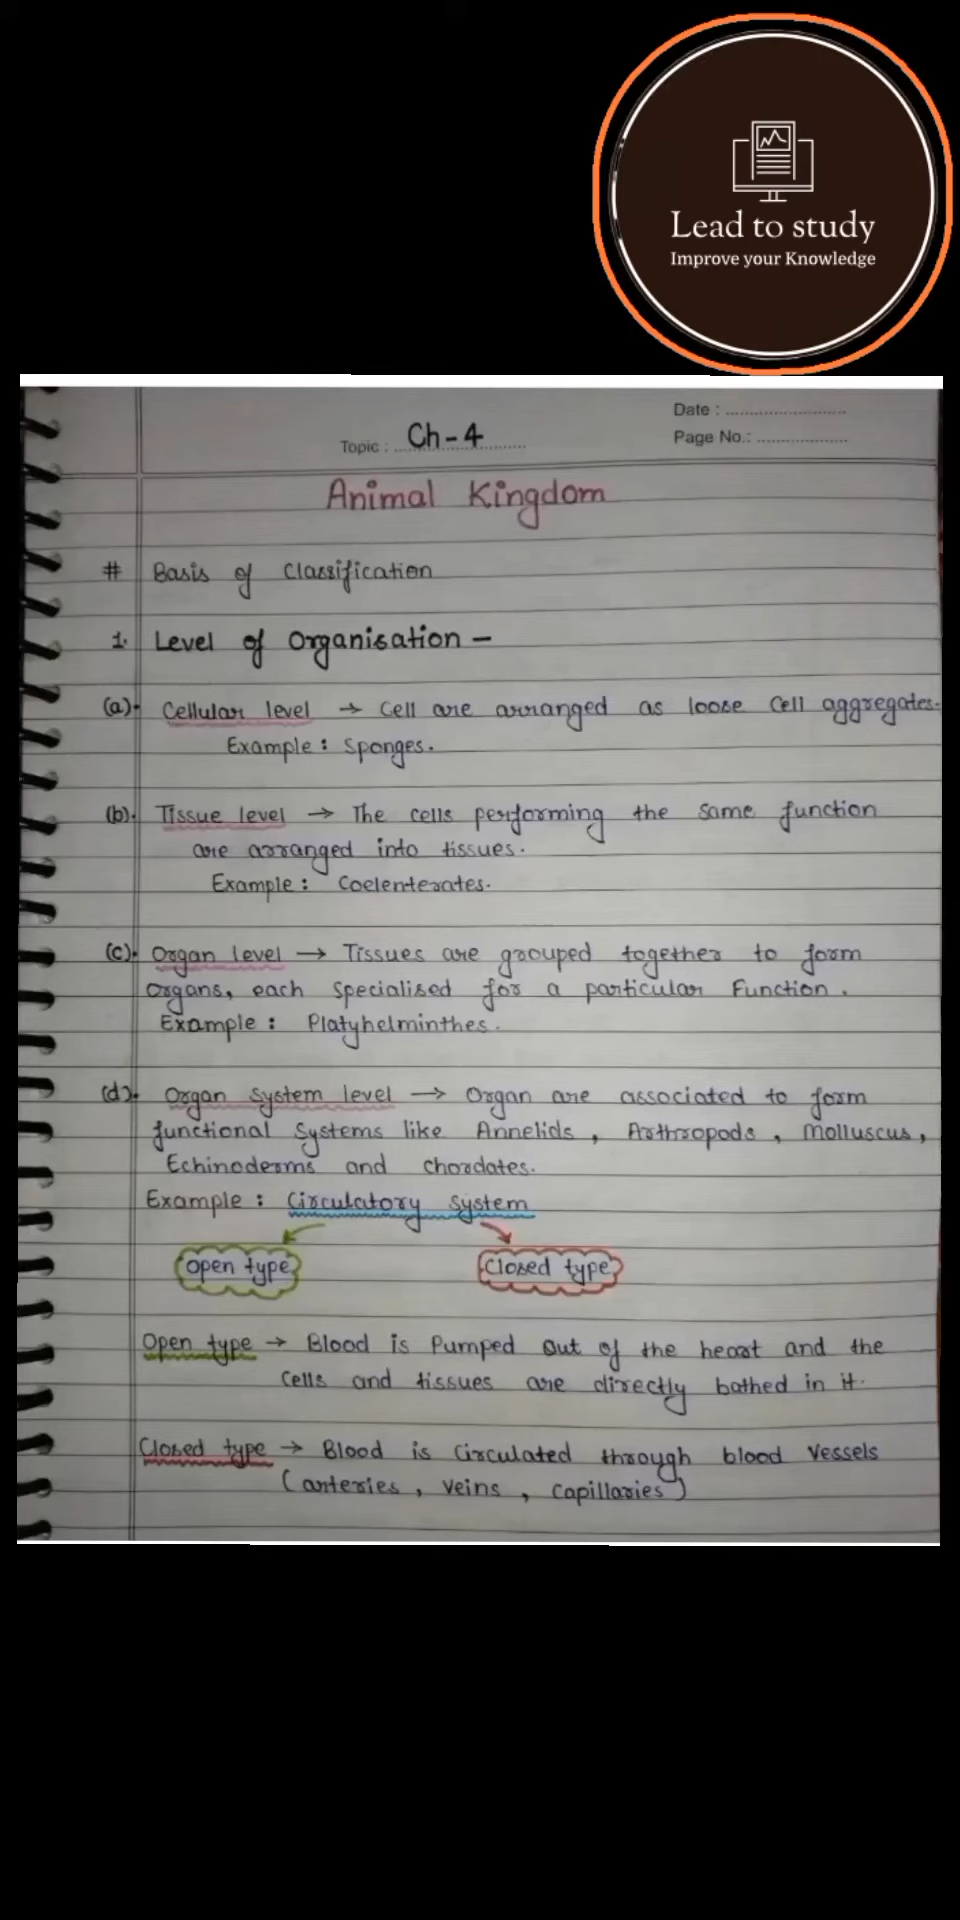 Lead to study
Improve your Knowledge
Date : ..........................
Topic : ... Ch - 4 ............
Page No.: ....................
Animal Kingdom
# Basis of Classification
1. Level of Organisation –
(a). Cellular level → Cell are arranged as loose cell aggregates.
Example : Sponges.
(b). Tissue level → The cells performing the same function
are arranged into tissues.
Example : Coelenterates.
(c). Organ level → Tissues are grouped together to form
organs, each specialised for a particular Function.
Example : Platyhelminthes.
(d). Organ system level → Organ are associated to form
functional Systems like Annelids, Arthropods, Molluscus,
Echinoderms and chordates.
Example : Circulatory system
Open type Closed type
Open type → Blood is Pumped out of the heart and the
cells and tissues are directly bathed in it.
Closed type → Blood is circulated through blood vessels
(arteries, veins, capillaries)